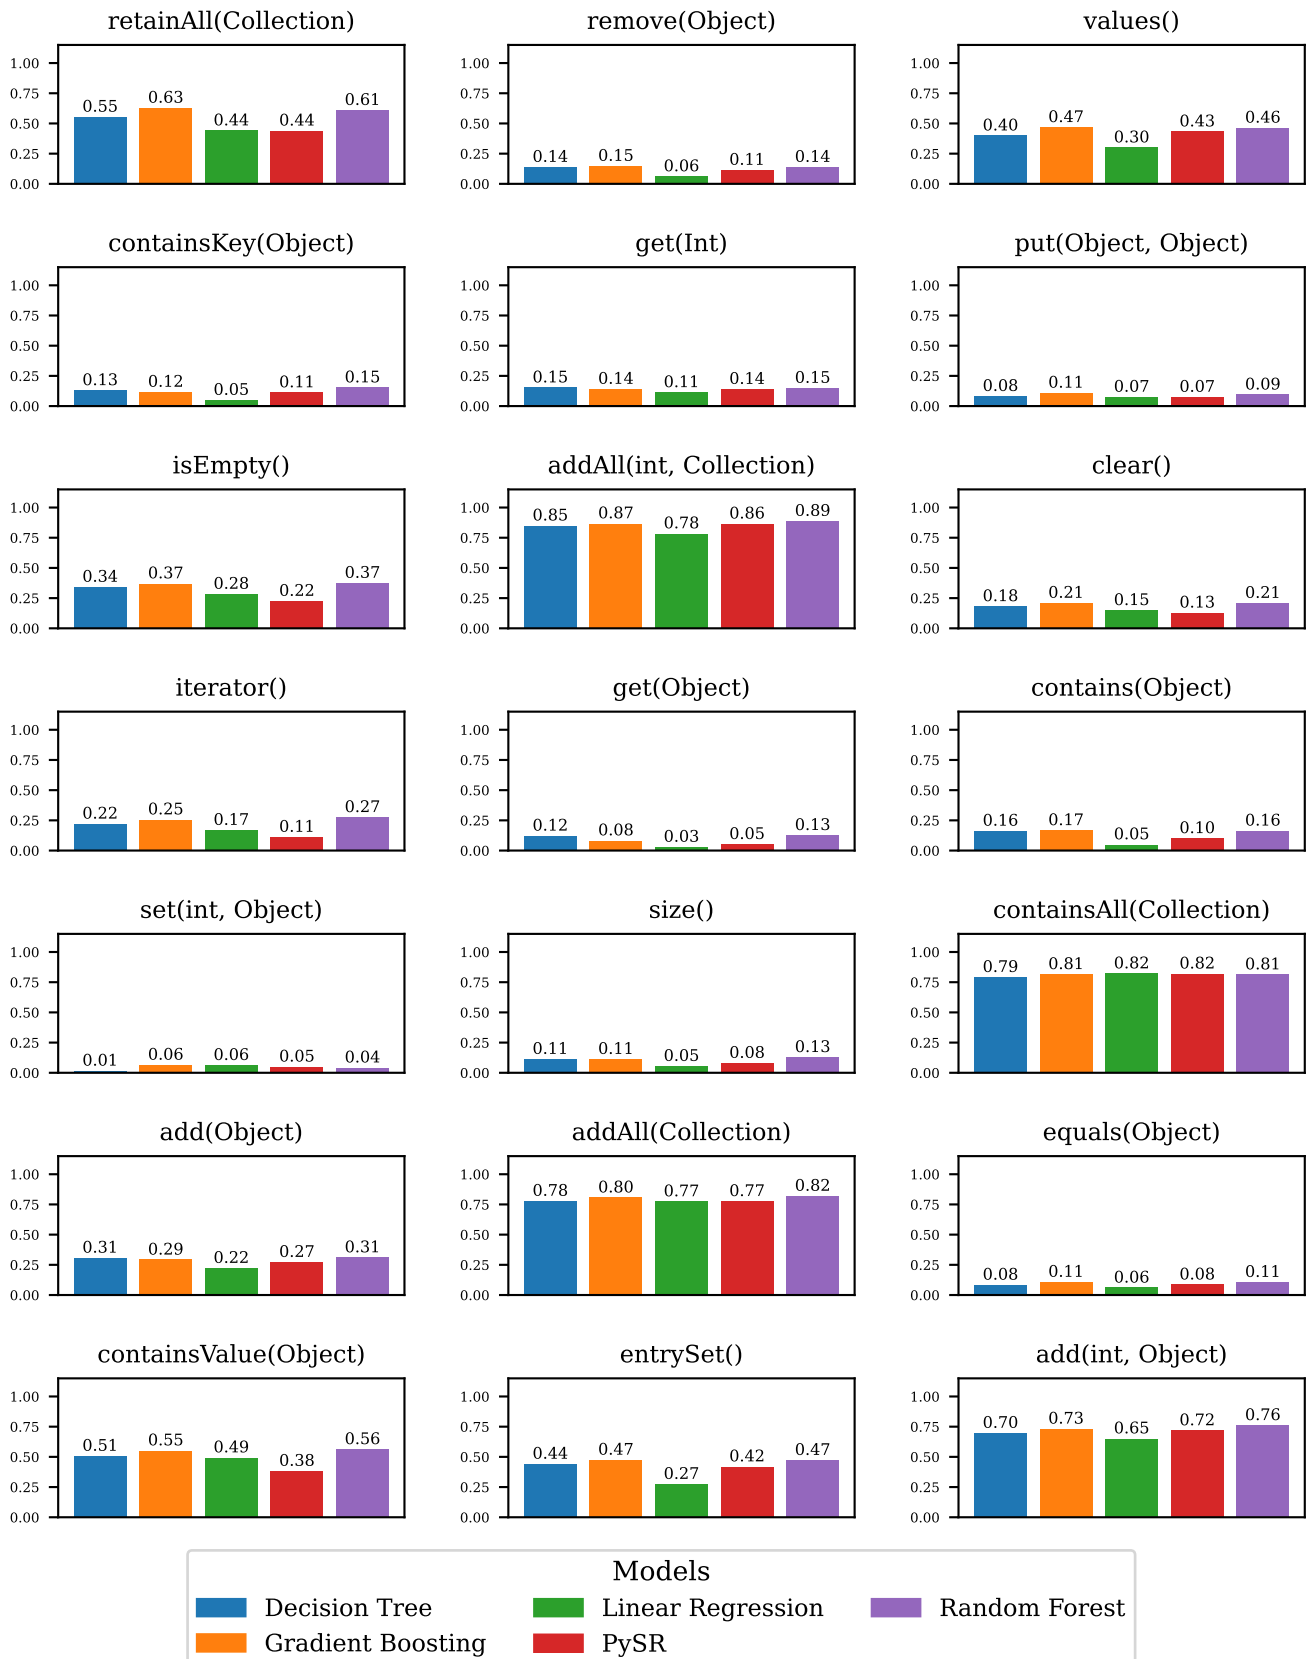 retainAll(Collection) remove(Object) values()
1.00 1.00 1.00
0.75 0.75 0.75
0.50 0.50 0.50
0.25 0.25 0.25
0.00 0.00 0.00
0.55 0.63 0.44 0.44 0.61 0.14 0.15 0.06 0.11 0.14 0.40 0.47 0.30 0.43 0.46
containsKey(Object) get(Int) put(Object, Object)
1.00 1.00 1.00
0.75 0.75 0.75
0.50 0.50 0.50
0.25 0.25 0.25
0.00 0.00 0.00
0.13 0.12 0.05 0.11 0.15 0.15 0.14 0.11 0.14 0.15 0.08 0.11 0.07 0.07 0.09
isEmpty() addAll(int, Collection) clear()
1.00 1.00 1.00
0.75 0.75 0.75
0.50 0.50 0.50
0.25 0.25 0.25
0.00 0.00 0.00
0.34 0.37 0.28 0.22 0.37 0.85 0.87 0.78 0.86 0.89 0.18 0.21 0.15 0.13 0.21
iterator() get(Object) contains(Object)
1.00 1.00 1.00
0.75 0.75 0.75
0.50 0.50 0.50
0.25 0.25 0.25
0.00 0.00 0.00
0.22 0.25 0.17 0.11 0.27 0.12 0.08 0.03 0.05 0.13 0.16 0.17 0.05 0.10 0.16
set(int, Object) size() containsAll(Collection)
1.00 1.00 1.00
0.75 0.75 0.75
0.50 0.50 0.50
0.25 0.25 0.25
0.00 0.00 0.00
0.01 0.06 0.06 0.05 0.04 0.11 0.11 0.05 0.08 0.13 0.79 0.81 0.82 0.82 0.81
add(Object) addAll(Collection) equals(Object)
1.00 1.00 1.00
0.75 0.75 0.75
0.50 0.50 0.50
0.25 0.25 0.25
0.00 0.00 0.00
0.31 0.29 0.22 0.27 0.31 0.78 0.80 0.77 0.77 0.82 0.08 0.11 0.06 0.08 0.11
containsValue(Object) entrySet() add(int, Object)
1.00 1.00 1.00
0.75 0.75 0.75
0.50 0.50 0.50
0.25 0.25 0.25
0.00 0.00 0.00
0.51 0.55 0.49 0.38 0.56 0.44 0.47 0.27 0.42 0.47 0.70 0.73 0.65 0.72 0.76
Models
Decision Tree Linear Regression Random Forest
Gradient Boosting PySR